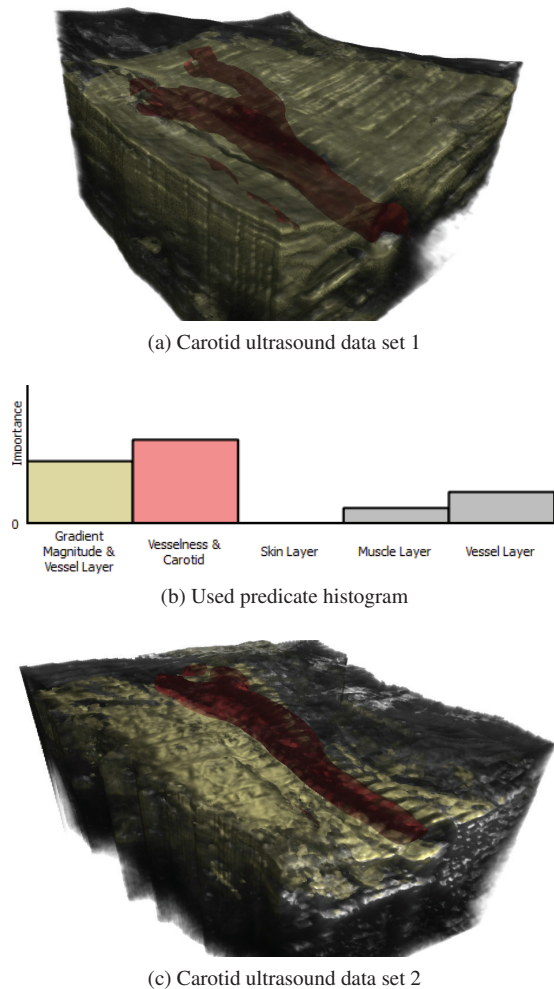 (a) Carotid ultrasound data set 1
Importance
0
Gradient
Magnitude &
Vessel Layer
Vesselness &
Carotid
Skin Layer
Muscle Layer
Vessel Layer
(b) Used predicate histogram
(c) Carotid ultrasound data set 2